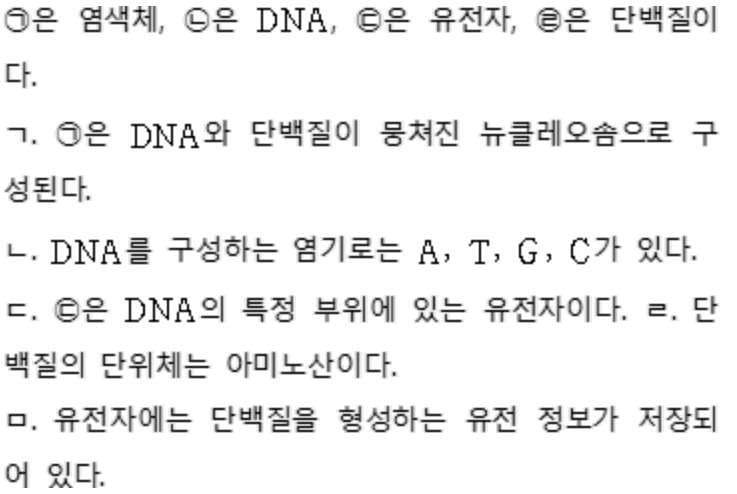 ㉠은 염색체, ㉡은 DNA, ㉢은 유전자, ㉣은 단백질이
다.
ㄱ. ㉠은 DNA와 단백질이 뭉쳐진 뉴클레오솜으로 구
성된다.
ㄴ. DNA를 구성하는 염기로는 A, T, G, C가 있다.
ㄷ. ㉢은 DNA의 특정 부위에 있는 유전자이다. ㄹ. 단
백질의 단위체는 아미노산이다.
ㅁ. 유전자에는 단백질을 형성하는 유전 정보가 저장되
어 있다.